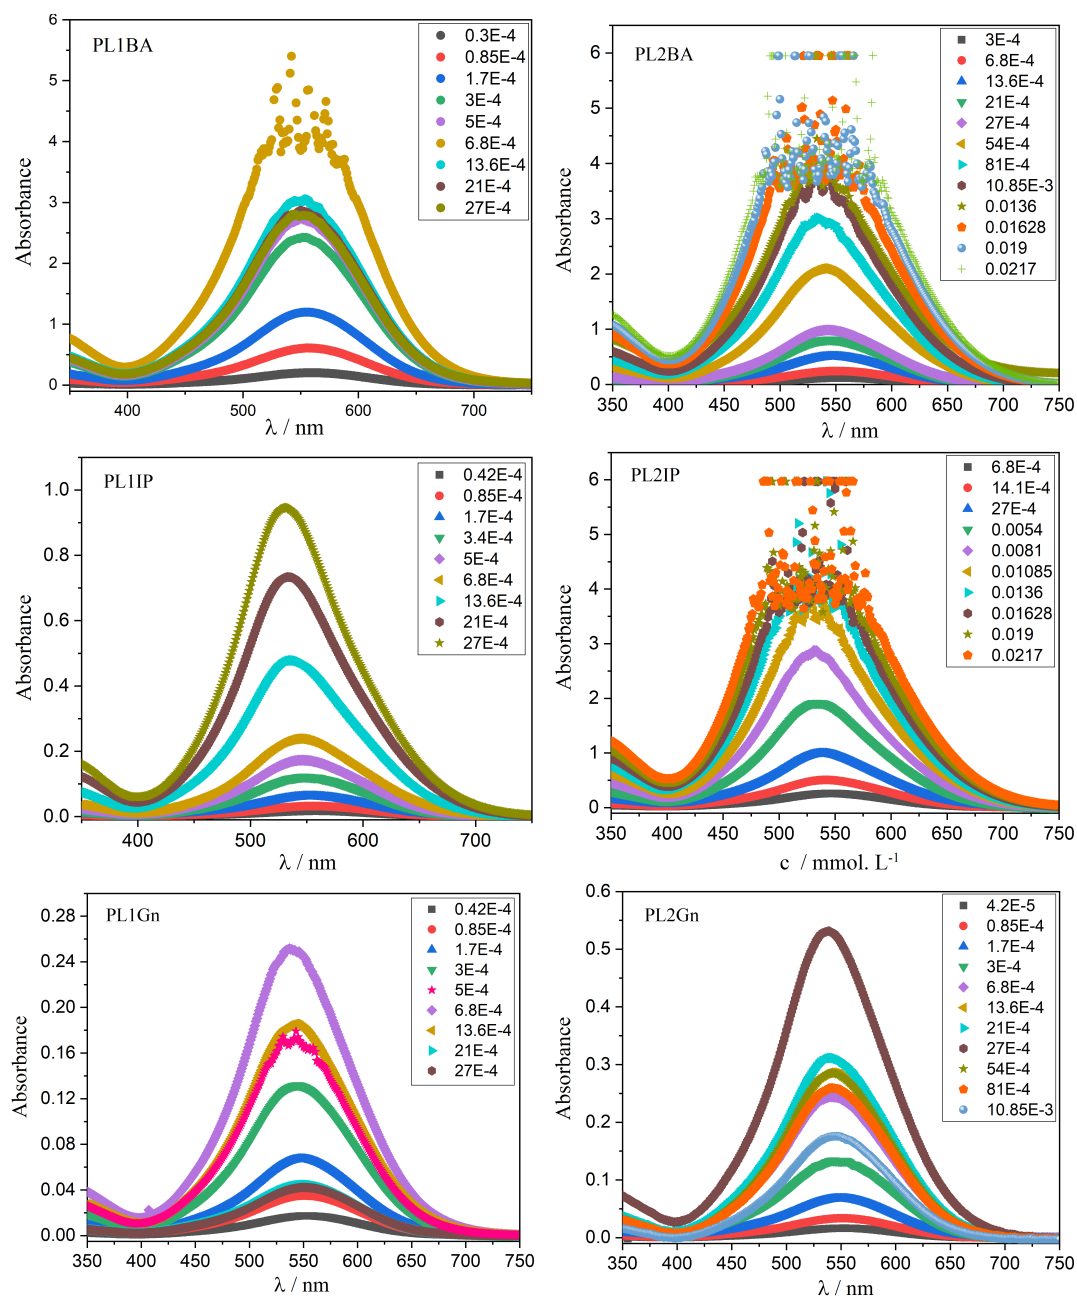 PL1BA
0.3E-4
0.85E-4
1.7E-4
3E-4
5E-4
6.8E-4
13.6E-4
21E-4
27E-4
6
5
4
3
2
1
0
Absorbance
400 500 600 700
λ / nm
PL2BA
3E-4
6.8E-4
13.6E-4
21E-4
27E-4
54E-4
81E-4
10.85E-3
0.0136
0.01628
0.019
0.0217
6
5
4
3
2
1
0
Absorbance
350 400 450 500 550 600 650 700 750
λ / nm
PL1IP
0.42E-4
0.85E-4
1.7E-4
3.4E-4
5E-4
6.8E-4
13.6E-4
21E-4
27E-4
1.0
0.8
0.6
0.4
0.2
0.0
Absorbance
400 500 600 700
λ / nm
PL2IP
6.8E-4
14.1E-4
27E-4
0.0054
0.0081
0.01085
0.0136
0.01628
0.019
0.0217
6
5
4
3
2
1
0
Absorbance
350 400 450 500 550 600 650 700 750
c / mmol. L-1
PL1Gn
0.42E-4
0.85E-4
1.7E-4
3E-4
5E-4
6.8E-4
13.6E-4
21E-4
27E-4
0.28
0.24
0.20
0.16
0.12
0.08
0.04
0.00
Absorbance
350 400 450 500 550 600 650 700 750
λ / nm
PL2Gn
4.2E-5
0.85E-4
1.7E-4
3E-4
6.8E-4
13.6E-4
21E-4
27E-4
54E-4
81E-4
10.85E-3
0.6
0.5
0.4
0.3
0.2
0.1
0.0
Absorbance
350 400 450 500 550 600 650 700 750
λ / nm